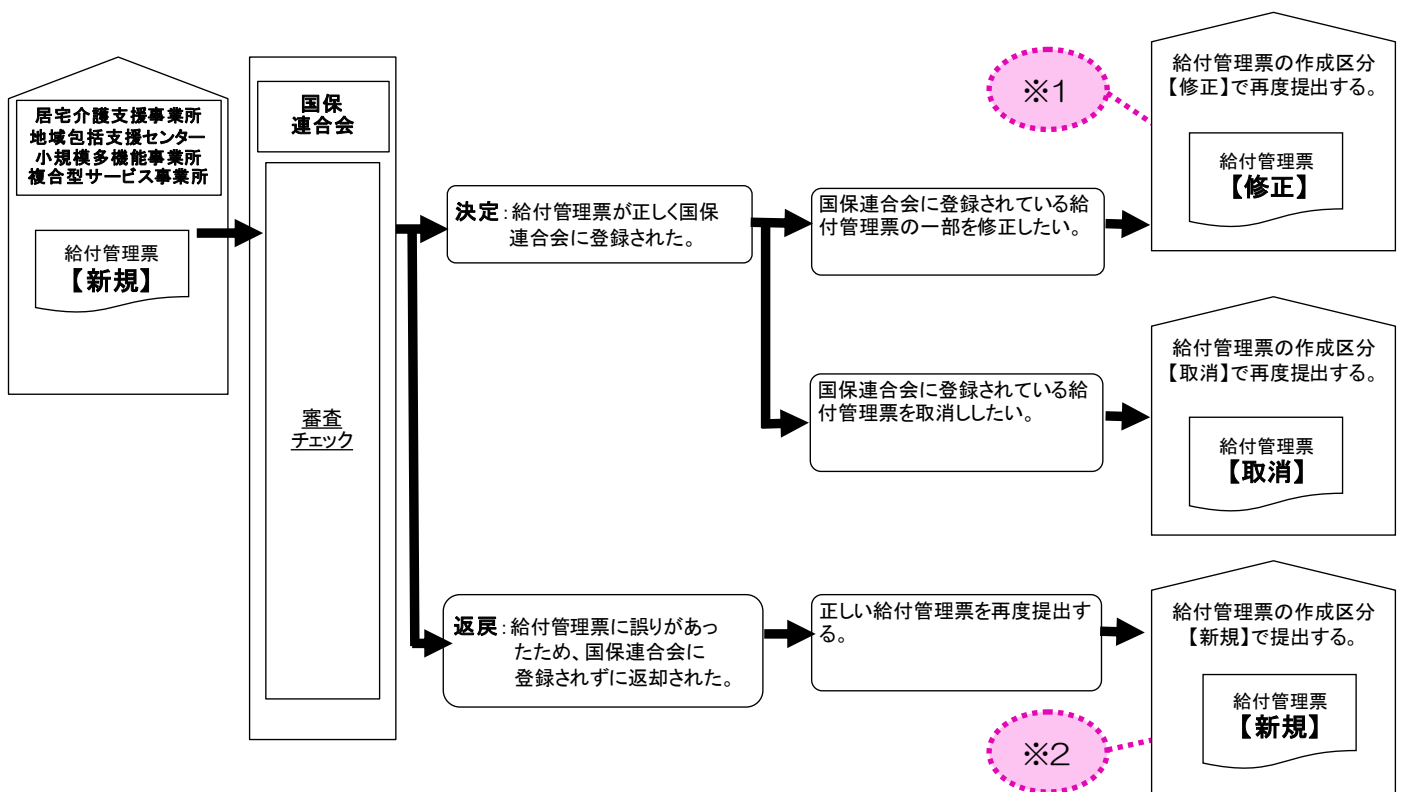 居宅介護支援事業所
地域包括支援センター
小規模多機能事業所
複合型サービス事業所
給付管理票
【新規】
国保
連合会
審査
チェック
決定：給付管理票が正しく国保
連合会に登録された。
返戻：給付管理票に誤りがあっ
たため、国保連合会に
登録されずに返却された。
国保連合会に登録されている給
付管理票の一部を修正したい。
国保連合会に登録されている給
付管理票を取消ししたい。
正しい給付管理票を再度提出す
る。
※1
給付管理票の作成区分
【修正】で再度提出する。
給付管理票
【修正】
給付管理票の作成区分
【取消】で再度提出する。
給付管理票
【取消】
給付管理票の作成区分
【新規】で提出する。
給付管理票
【新規】
※2